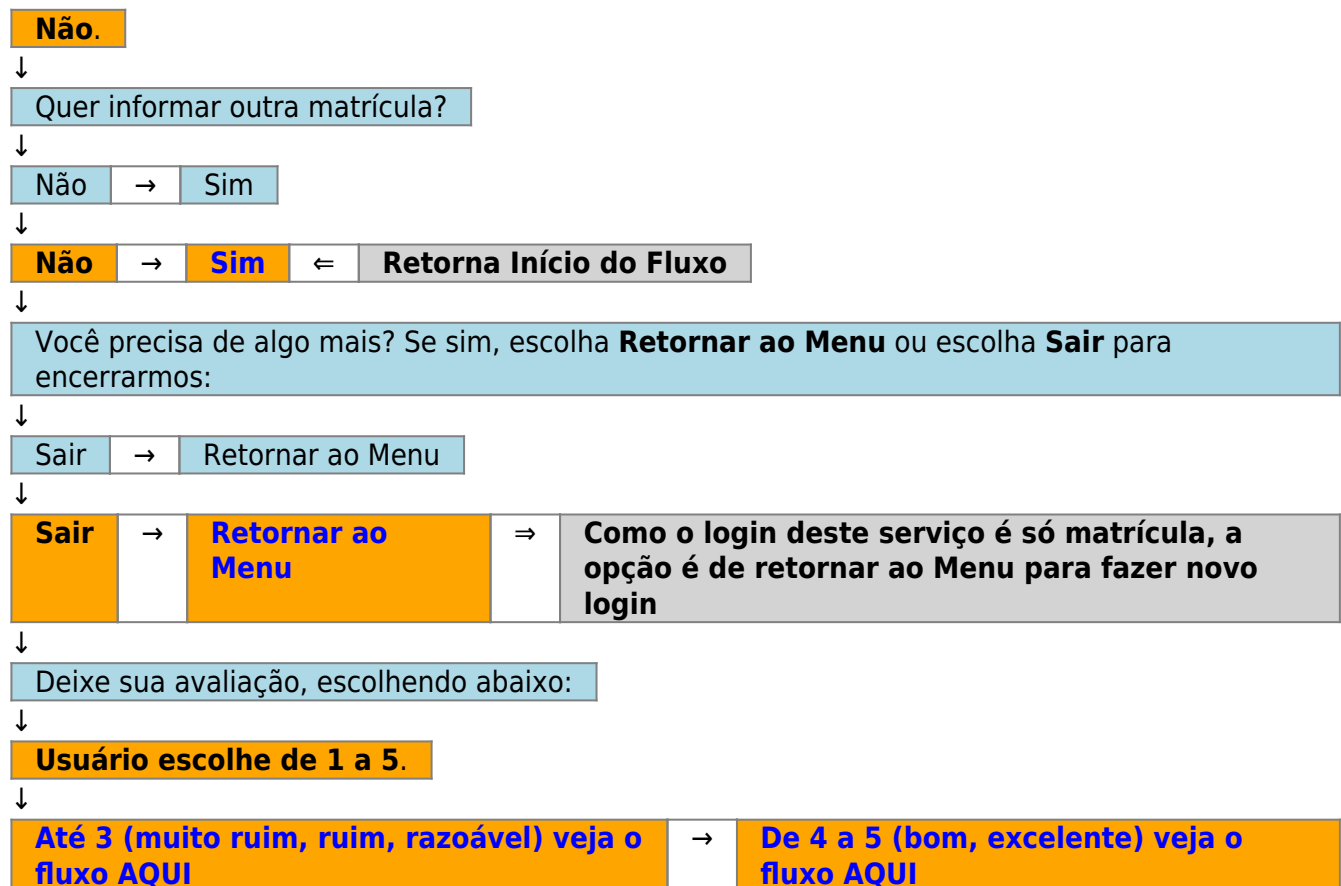 Não.
↓
Quer informar outra matrícula?
↓
Não → Sim
↓
Não → Sim ⇐ Retorna Início do Fluxo
↓
Você precisa de algo mais? Se sim, escolha Retornar ao Menu ou escolha Sair para
encerrarmos:
↓
Sair → Retornar ao Menu
↓
Sair → Retornar ao
Menu
⇒ Como o login deste serviço é só matrícula, a
opção é de retornar ao Menu para fazer novo
login
↓
Deixe sua avaliação, escolhendo abaixo:
↓
Usuário escolhe de 1 a 5.
↓
Até 3 (muito ruim, ruim, razoável) veja o
fluxo AQUI
→ De 4 a 5 (bom, excelente) veja o
fluxo AQUI